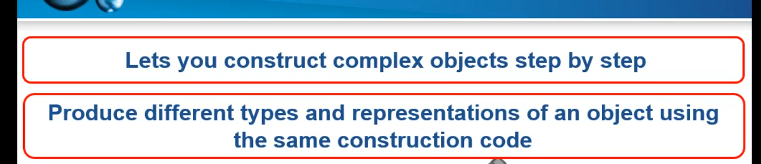 Lets you construct complex objects step by step
Produce different types and representations of an object using
the same construction code